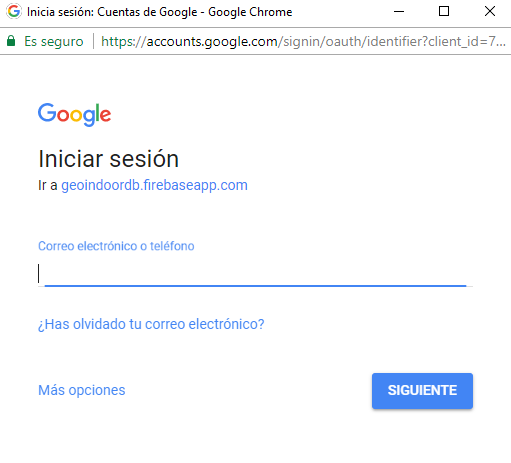 Inicia sesión: Cuentas de Google - Google Chrome
Es seguro | https://accounts.google.com/signin/oauth/identifier?client_id=7...
Google
Iniciar sesión
Ir a geoindoordb.firebaseapp.com
Correo electrónico o teléfono
¿Has olvidado tu correo electrónico?
Más opciones
SIGUIENTE